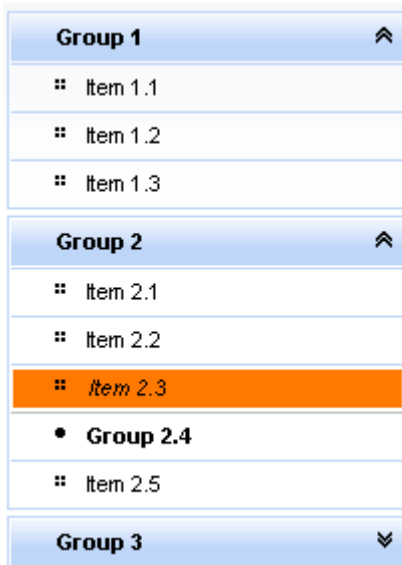 Group 1
Item 1.1
Item 1.2
Item 1.3
Group 2
Item 2.1
Item 2.2
Item 2.3
Group 2.4
Item 2.5
Group 3